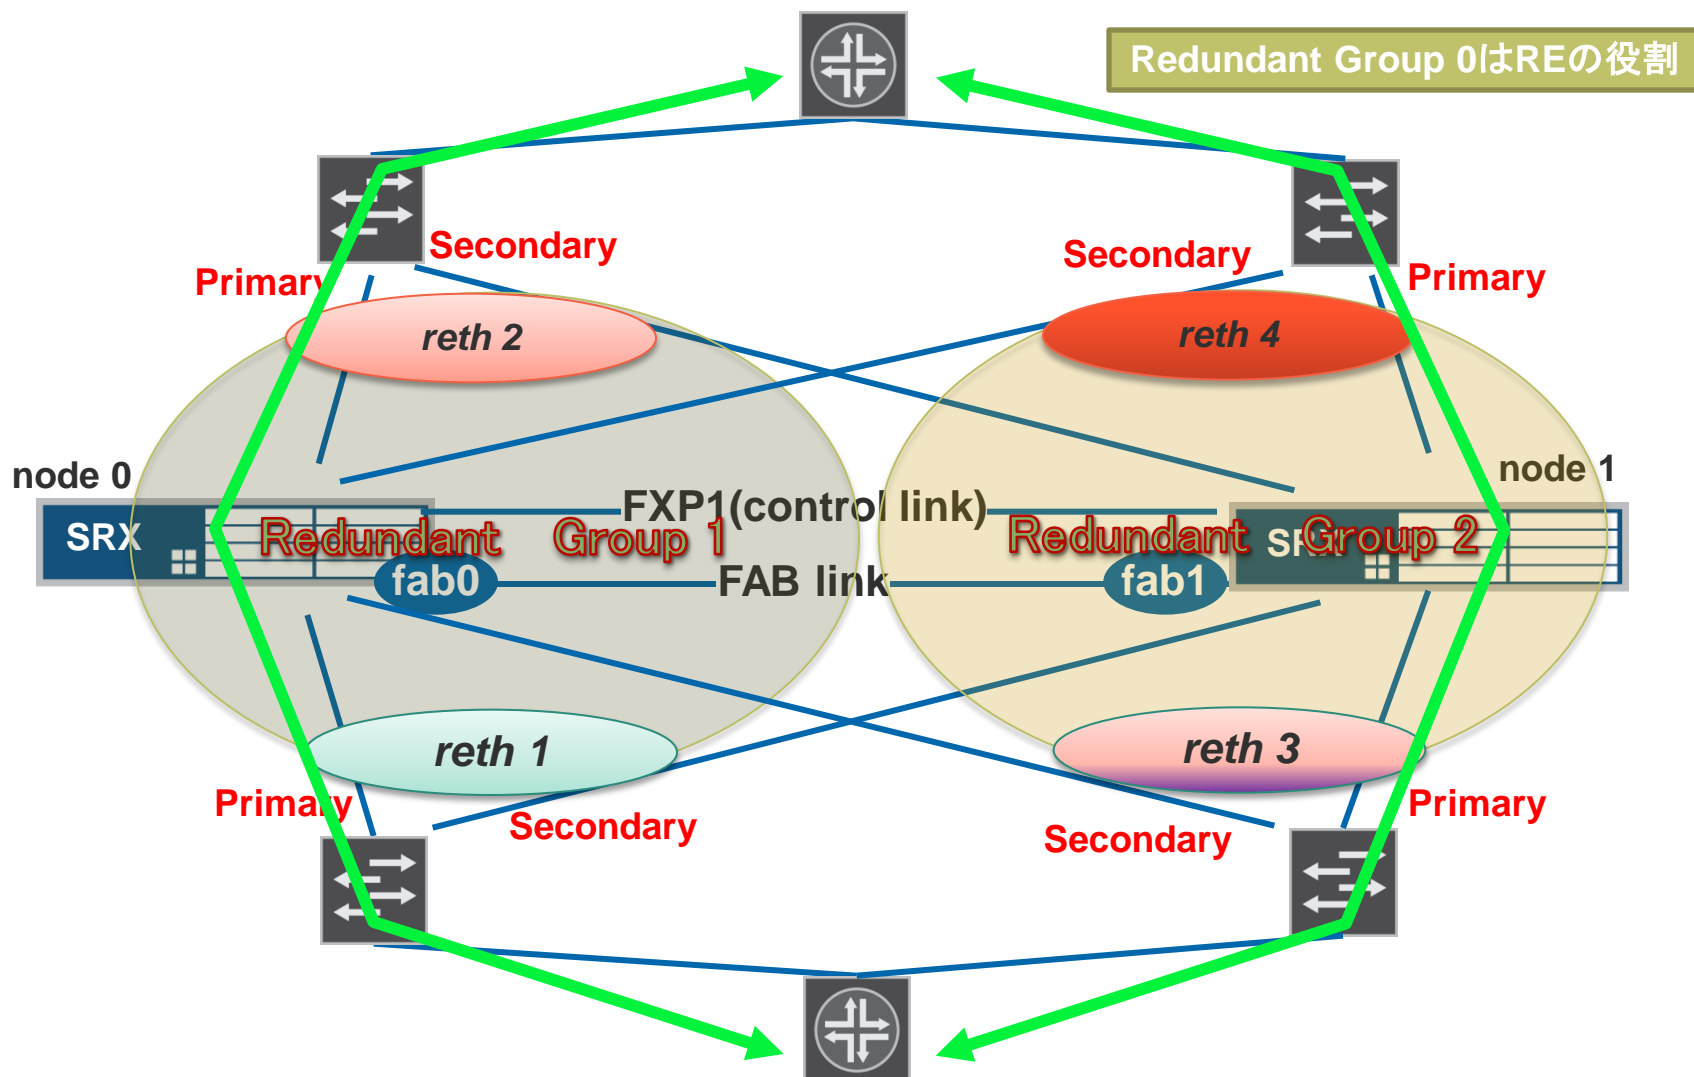 Redundant Group 0はREの役割
Secondary
Secondary
Primary
Primary
reth 2
reth 4
node 0
node 1
FXP1(control link)
SRX
Redundant Group 1
Redundant Group 2
SRX
fab0
FAB link
fab1
reth 1
reth 3
Primary
Primary
Secondary
Secondary